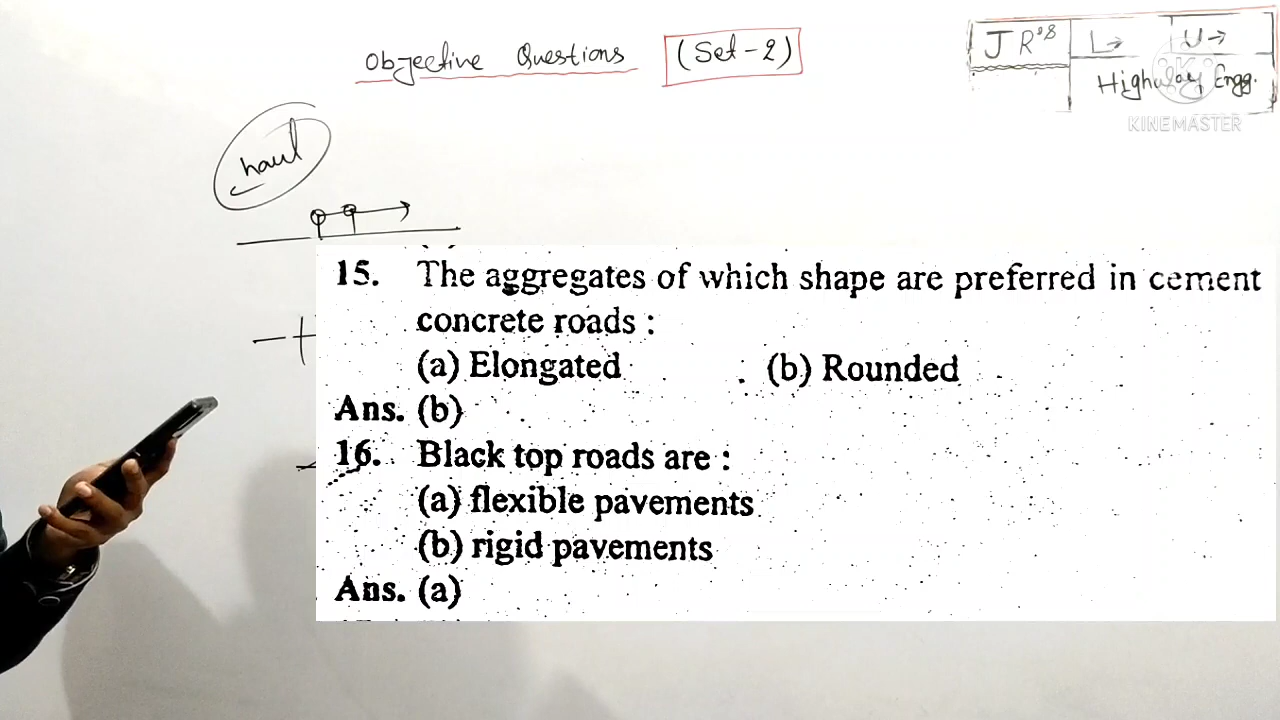 Objective Questions (Set-2)
JR's
L→
U→
Highway Engg.
KINEMASTER
haul
15. The aggregates of which shape are preferred in cement
concrete roads :
(a) Elongated (b) Rounded
Ans. (b)
16. Black top roads are :
(a) flexible pavements
(b) rigid pavements
Ans. (a)